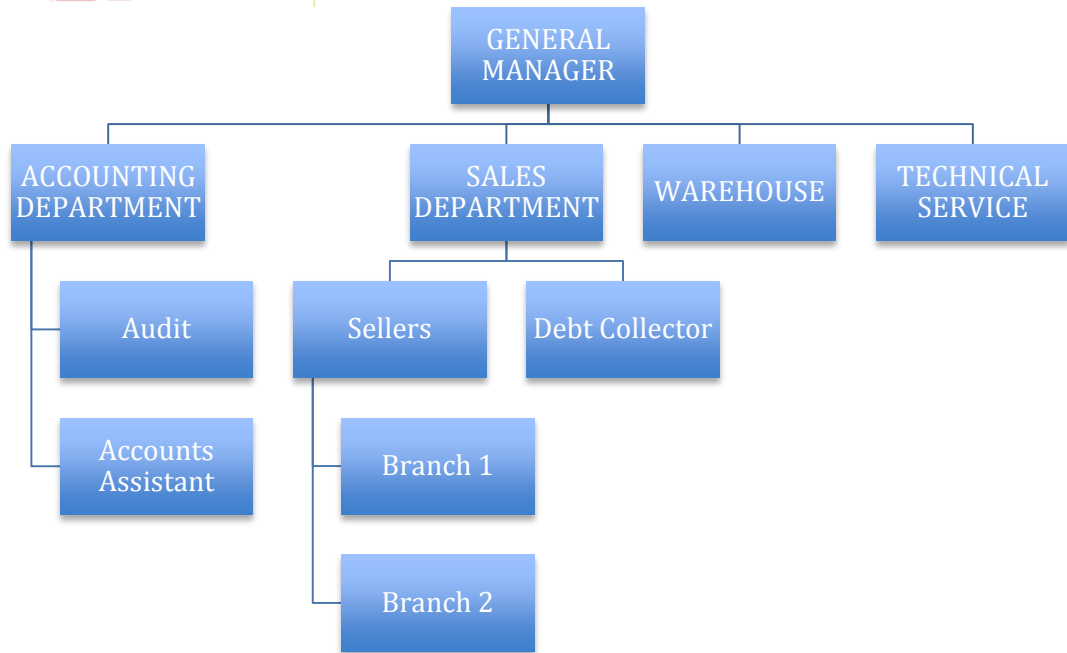 GENERAL
MANAGER
ACCOUNTING
DEPARTMENT
SALES
DEPARTMENT
WAREHOUSE
TECHNICAL
SERVICE
Audit
Sellers
Debt Collector
Accounts
Assistant
Branch 1
Branch 2